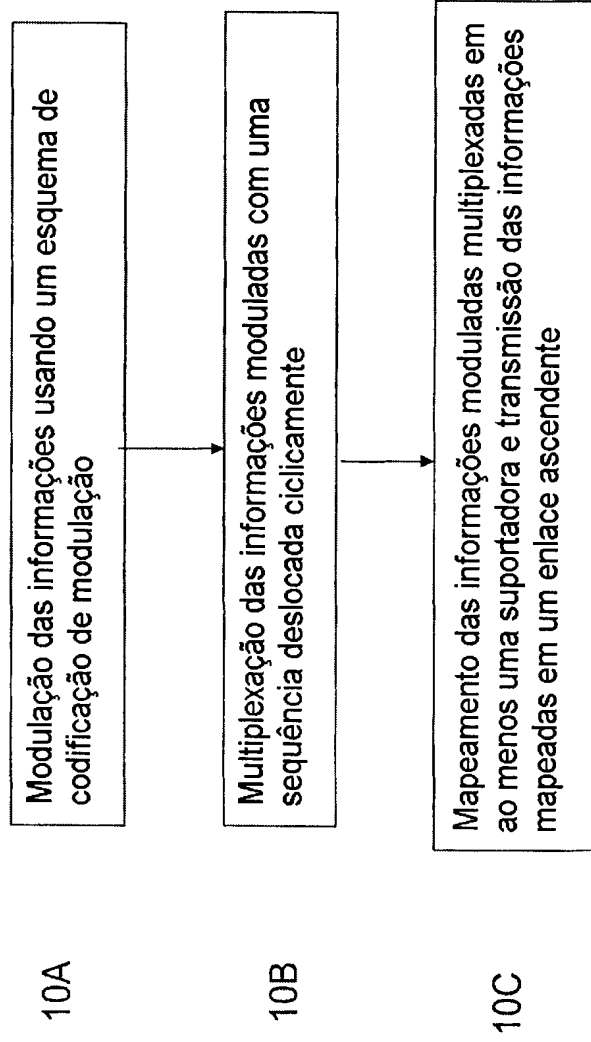 10A
Modulação das informações usando um esquema de
codificação de modulação
10B
Multiplexação das informações moduladas com uma
sequência deslocada ciclicamente
10C
Mapeamento das informações moduladas multiplexadas em
ao menos uma suportadora e transmissão das informações
mapeadas em um enlace ascendente